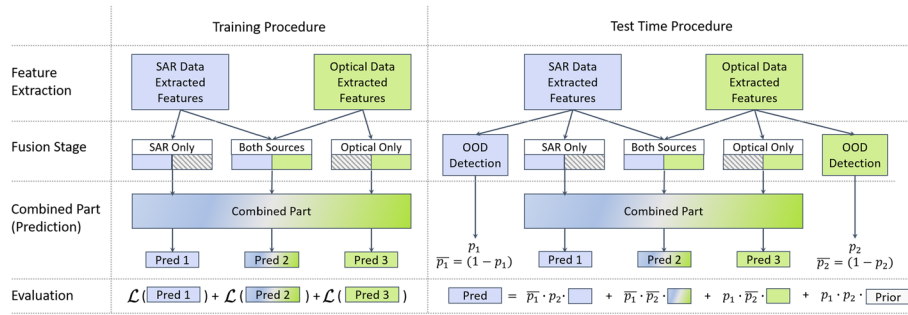 Training Procedure
Test Time Procedure
Feature
Extraction
SAR Data
Extracted
Features
Optical Data
Extracted
Features
SAR Data
Extracted
Features
Optical Data
Extracted
Features
Fusion Stage
SAR Only
Both Sources
Optical Only
OOD
Detection
SAR Only
Both Sources
Optical Only
OOD
Detection
Combined Part
(Prediction)
Combined Part
Combined Part
Pred 1
Pred 2
Pred 3
p₁
p̅₁ = (1 − p₁)
Pred 1
Pred 2
Pred 3
p₂
p̅₂ = (1 − p₂)
Evaluation
ℒ( Pred 1 ) + ℒ( Pred 2 ) + ℒ( Pred 3 )
Pred = p̅₁ · p₂ · + p̅₁ · p̅₂ · + p₁ · p̅₂ · + p₁ · p₂ · Prior